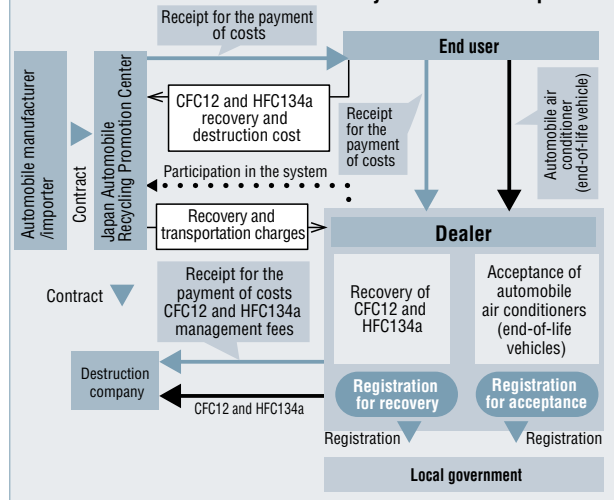 Receipt for the payment
of costs
End user
Automobile manufacturer
/importer
Contract
Japan Automobile
Recycling Promotion Center
CFC12 and HFC134a
recovery and
destruction cost
Receipt
for the
payment
of costs
Automobile air
conditioner
(end-of-life vehicle)
Participation in the system
Recovery and
transportation charges
Dealer
Contract
Receipt for the
payment of costs
CFC12 and HFC134a
management fees
Recovery of
CFC12 and
HFC134a
Acceptance of
automobile
air conditioners
(end-of-life
vehicles)
Destruction
company
CFC12 and HFC134a
Registration
for recovery
Registration
for acceptance
Registration
Registration
Local government